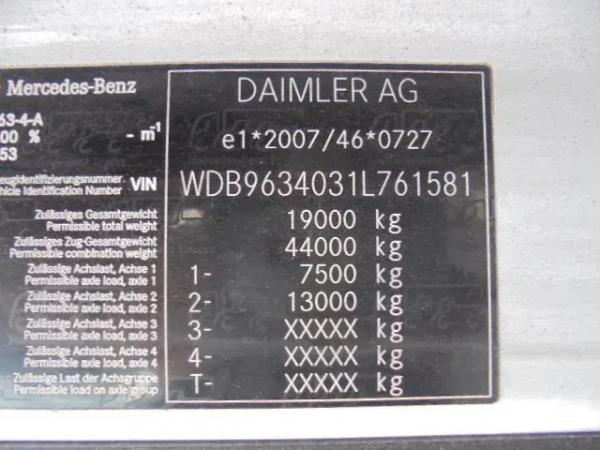 Mercedes-Benz DAIMLER AG
63-4-A
00 % - m-1 e1*2007/46*0727
53
zeugidentifizierungsnummer
hicle Identification Number VIN WDB9634031L761581
Zulässiges Gesamtgewicht
Permissible total weight 19000 kg
Zulässiges Zug-Gesamtgewicht
Permissible combination weight 44000 kg
Zulässige Achslast, Achse 1
Permissible axle load, axle 1 1- 7500 kg
Zulässige Achslast, Achse 2
Permissible axle load, axle 2 2- 13000 kg
Zulässige Achslast, Achse 3
Permissible axle load, axle 3 3- XXXXX kg
Zulässige Achslast, Achse 4
Permissible axle load, axle 4 4- XXXXX kg
Zulässige Last der Achsgruppe
Permissible load on axle group T- XXXXX kg